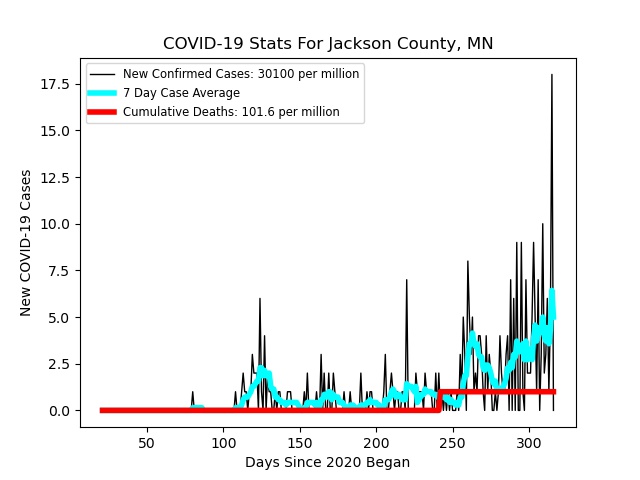 COVID-19 Stats For Jackson County, MN
New Confirmed Cases: 30100 per million
7 Day Case Average
Cumulative Deaths: 101.6 per million
New COVID-19 Cases
17.5
15.0
12.5
10.0
7.5
5.0
2.5
0.0
50 100 150 200 250 300
Days Since 2020 Began